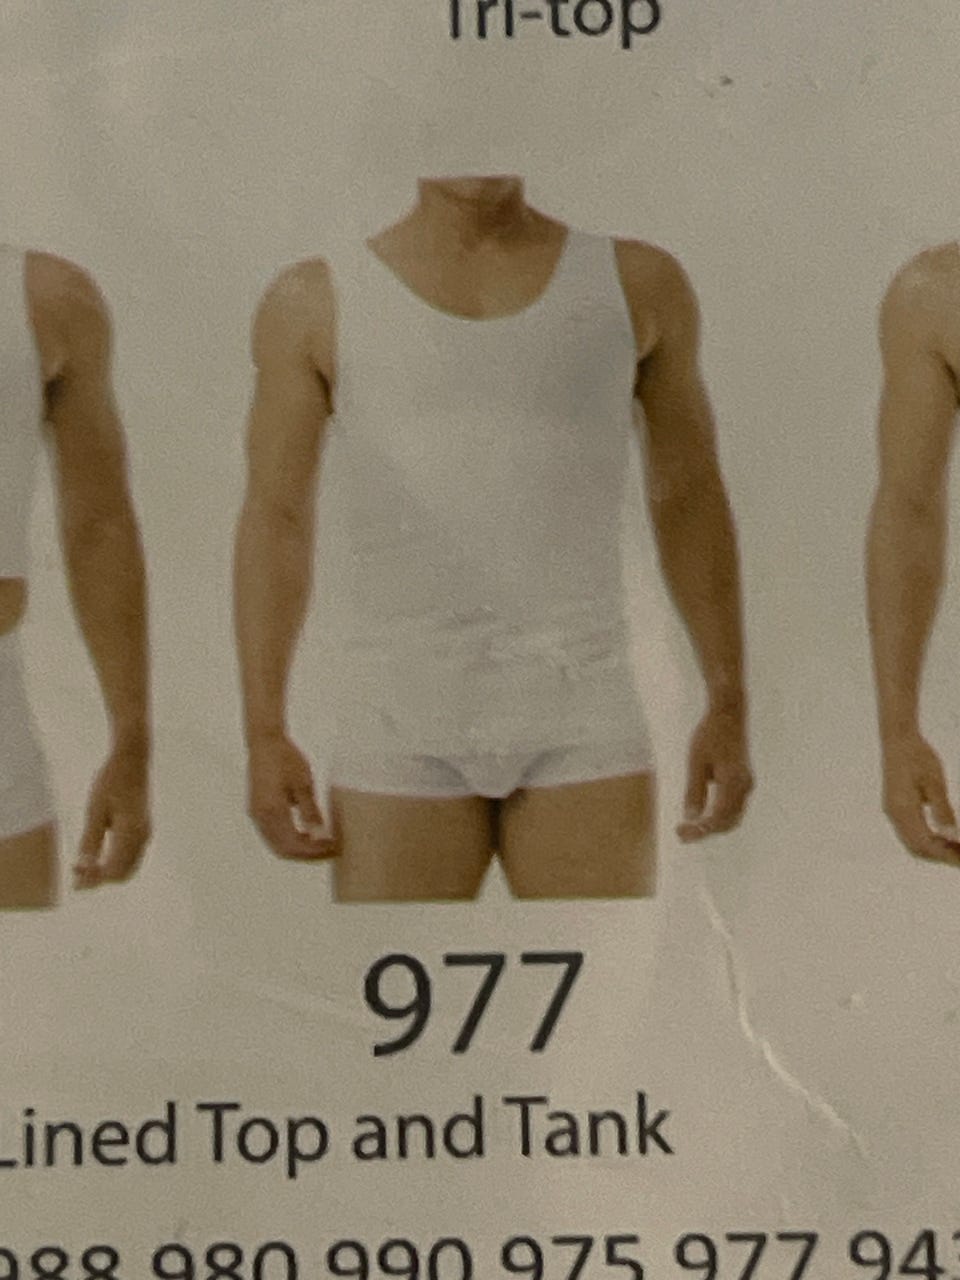 Tri-top
977
Lined Top and Tank
988 980 990 975 977